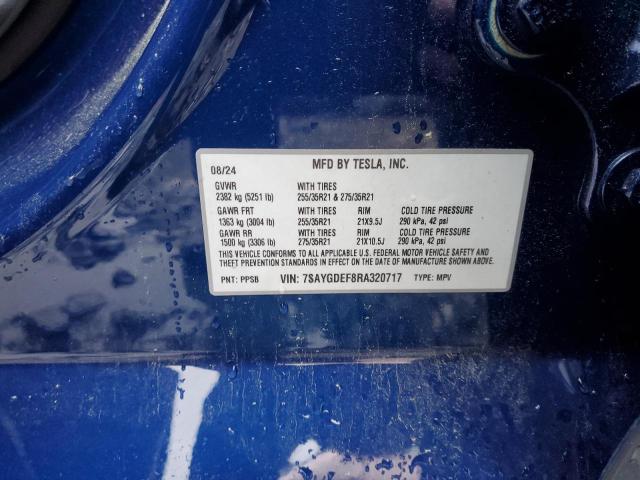 08/24 MFD BY TESLA, INC.
GVWR WITH TIRES
2382 kg (5251 lb) 255/35R21 & 275/35R21
GAWR FRT WITH TIRES RIM COLD TIRE PRESSURE
1363 kg (3004 lb) 255/35R21 21X9.5J 290 kPa, 42 psi
GAWR RR WITH TIRES RIM COLD TIRE PRESSURE
1500 kg (3306 lb) 275/35R21 21X10.5J 290 kPa, 42 psi
THIS VEHICLE CONFORMS TO ALL APPLICABLE U.S. FEDERAL MOTOR VEHICLE SAFETY AND
THEFT PREVENTION STANDARDS IN EFFECT ON THE DATE OF MANUFACTURE SHOWN ABOVE.
PNT: PPSB VIN: 7SAYGDEF8RA320717 TYPE: MPV